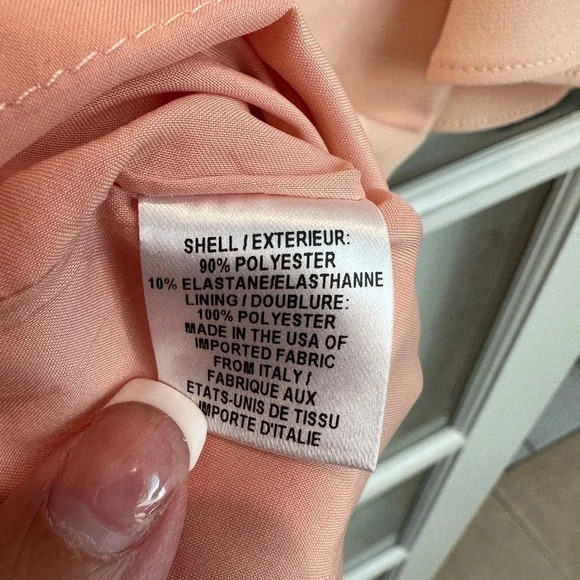 SHELL / EXTERIEUR:
90% POLYESTER
10% ELASTANE/ELASTHANNE
LINING / DOUBLURE:
100% POLYESTER
MADE IN THE USA OF
IMPORTED FABRIC
FROM ITALY /
FABRIQUE AUX
ETATS-UNIS DE TISSU
IMPORTE D'ITALIE